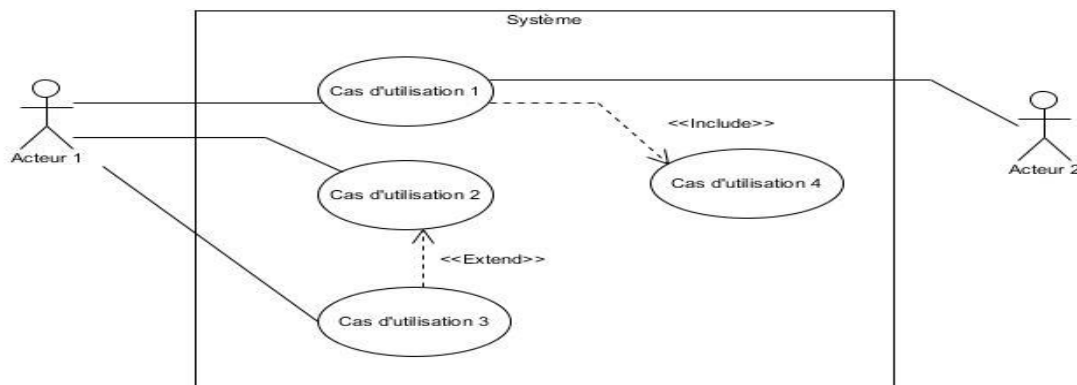 Système
Cas d'utilisation 1
<<Include>>
Acteur 1
Acteur 2
Cas d'utilisation 4
Cas d'utilisation 2
<<Extend>>
Cas d'utilisation 3